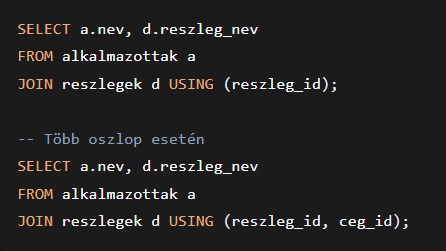 SELECT a.nev, d.reszleg_nev
FROM alkalmazottak a
JOIN reszlegek d USING (reszleg_id);
-- Több oszlop esetén
SELECT a.nev, d.reszleg_nev
FROM alkalmazottak a
JOIN reszlegek d USING (reszleg_id, ceg_id);